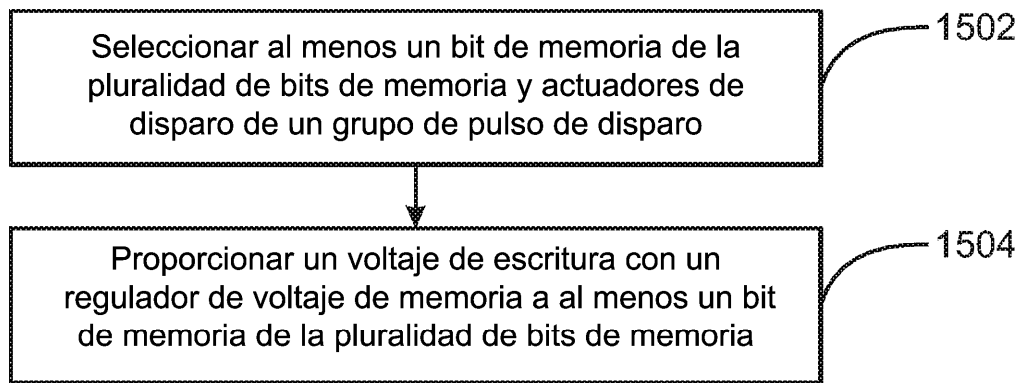 Seleccionar al menos un bit de memoria de la
pluralidad de bits de memoria y actuadores de
disparo de un grupo de pulso de disparo
1502
Proporcionar un voltaje de escritura con un
regulador de voltaje de memoria a al menos un bit
de memoria de la pluralidad de bits de memoria
1504